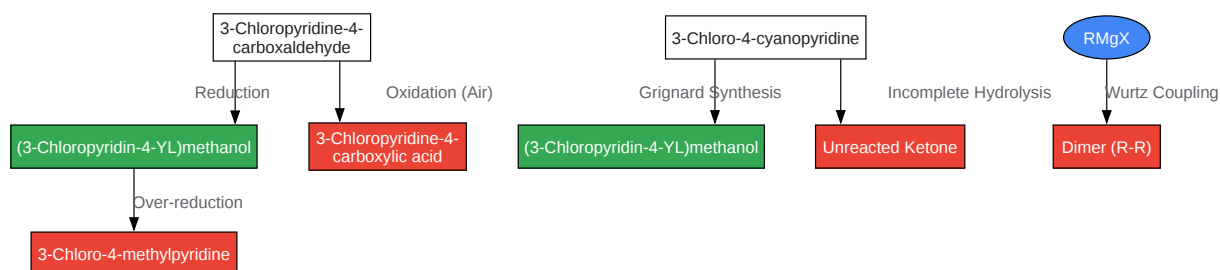 3-Chloropyridine-4-
carboxaldehyde
3-Chloro-4-cyanopyridine
RMgX
Reduction
Oxidation (Air)
Grignard Synthesis
Incomplete Hydrolysis
Wurtz Coupling
(3-Chloropyridin-4-YL)methanol
3-Chloropyridine-4-
carboxylic acid
(3-Chloropyridin-4-YL)methanol
Unreacted Ketone
Dimer (R-R)
Over-reduction
3-Chloro-4-methylpyridine